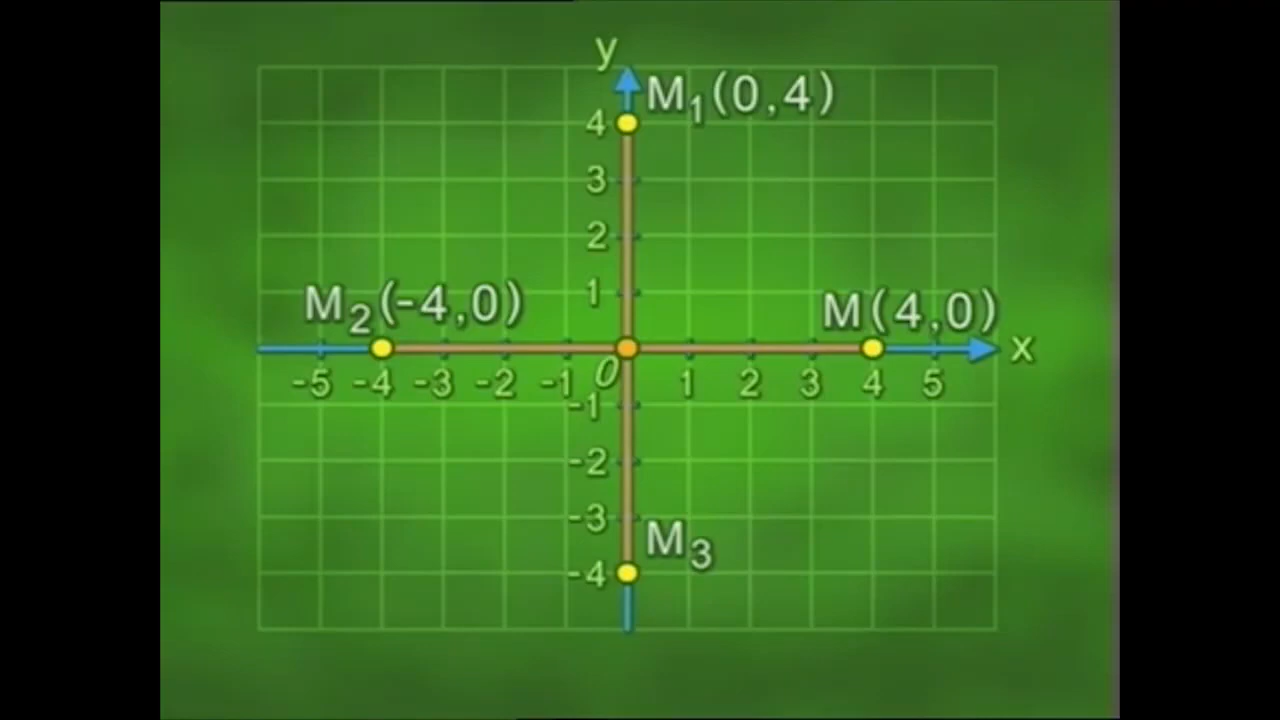 y
M₁(0,4)
4
3
2
1
M₂(-4,0)
M(4,0)
x
-5 -4 -3 -2 -1 0 1 2 3 4 5
-1
-2
-3
M₃
-4